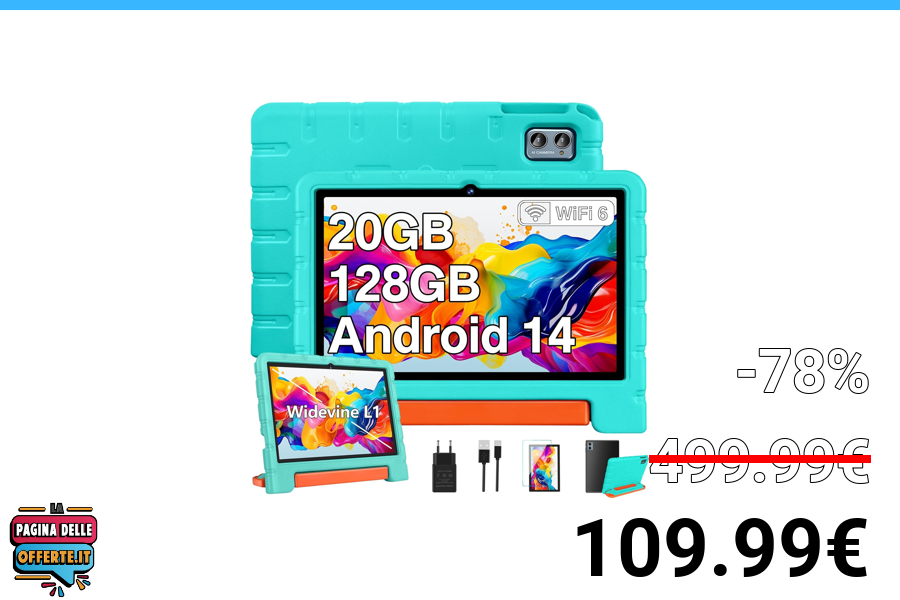 WiFi 6
20GB
128GB
Android 14
Widevine L1
-78%
499.99€
109.99€
LA
PAGINA DELLE
OFFERTE.IT